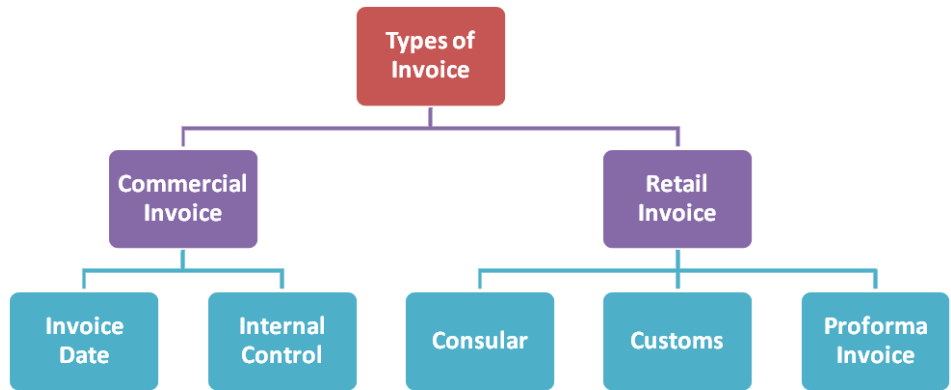 Types of
Invoice
Commercial
Invoice
Retail
Invoice
Invoice
Date
Internal
Control
Consular
Customs
Proforma
Invoice